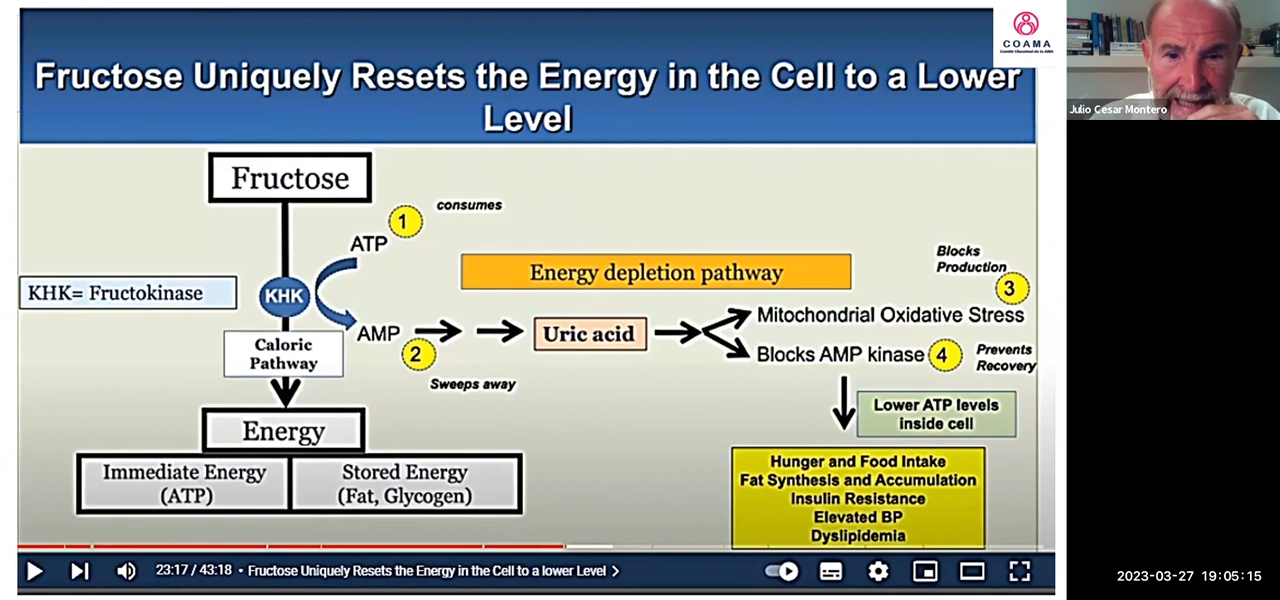 COAMA
Fructose Uniquely Resets the Energy in the Cell to a Lower
Level
Julio Cesar Montero
Fructose
1
consumes
ATP
Energy depletion pathway
Blocks
Production
3
KHK= Fructokinase
KHK
AMP
2
Sweeps away
Uric acid
Mitochondrial Oxidative Stress
Blocks AMP kinase
4
Prevents
Recovery
Caloric
Pathway
Lower ATP levels
inside cell
Energy
Immediate Energy
(ATP)
Stored Energy
(Fat, Glycogen)
Hunger and Food Intake
Fat Synthesis and Accumulation
Insulin Resistance
Elevated BP
Dyslipidemia
23:17 / 43:18 • Fructose Uniquely Resets the Energy in the Cell to a lower Level
2023-03-27 19:05:15